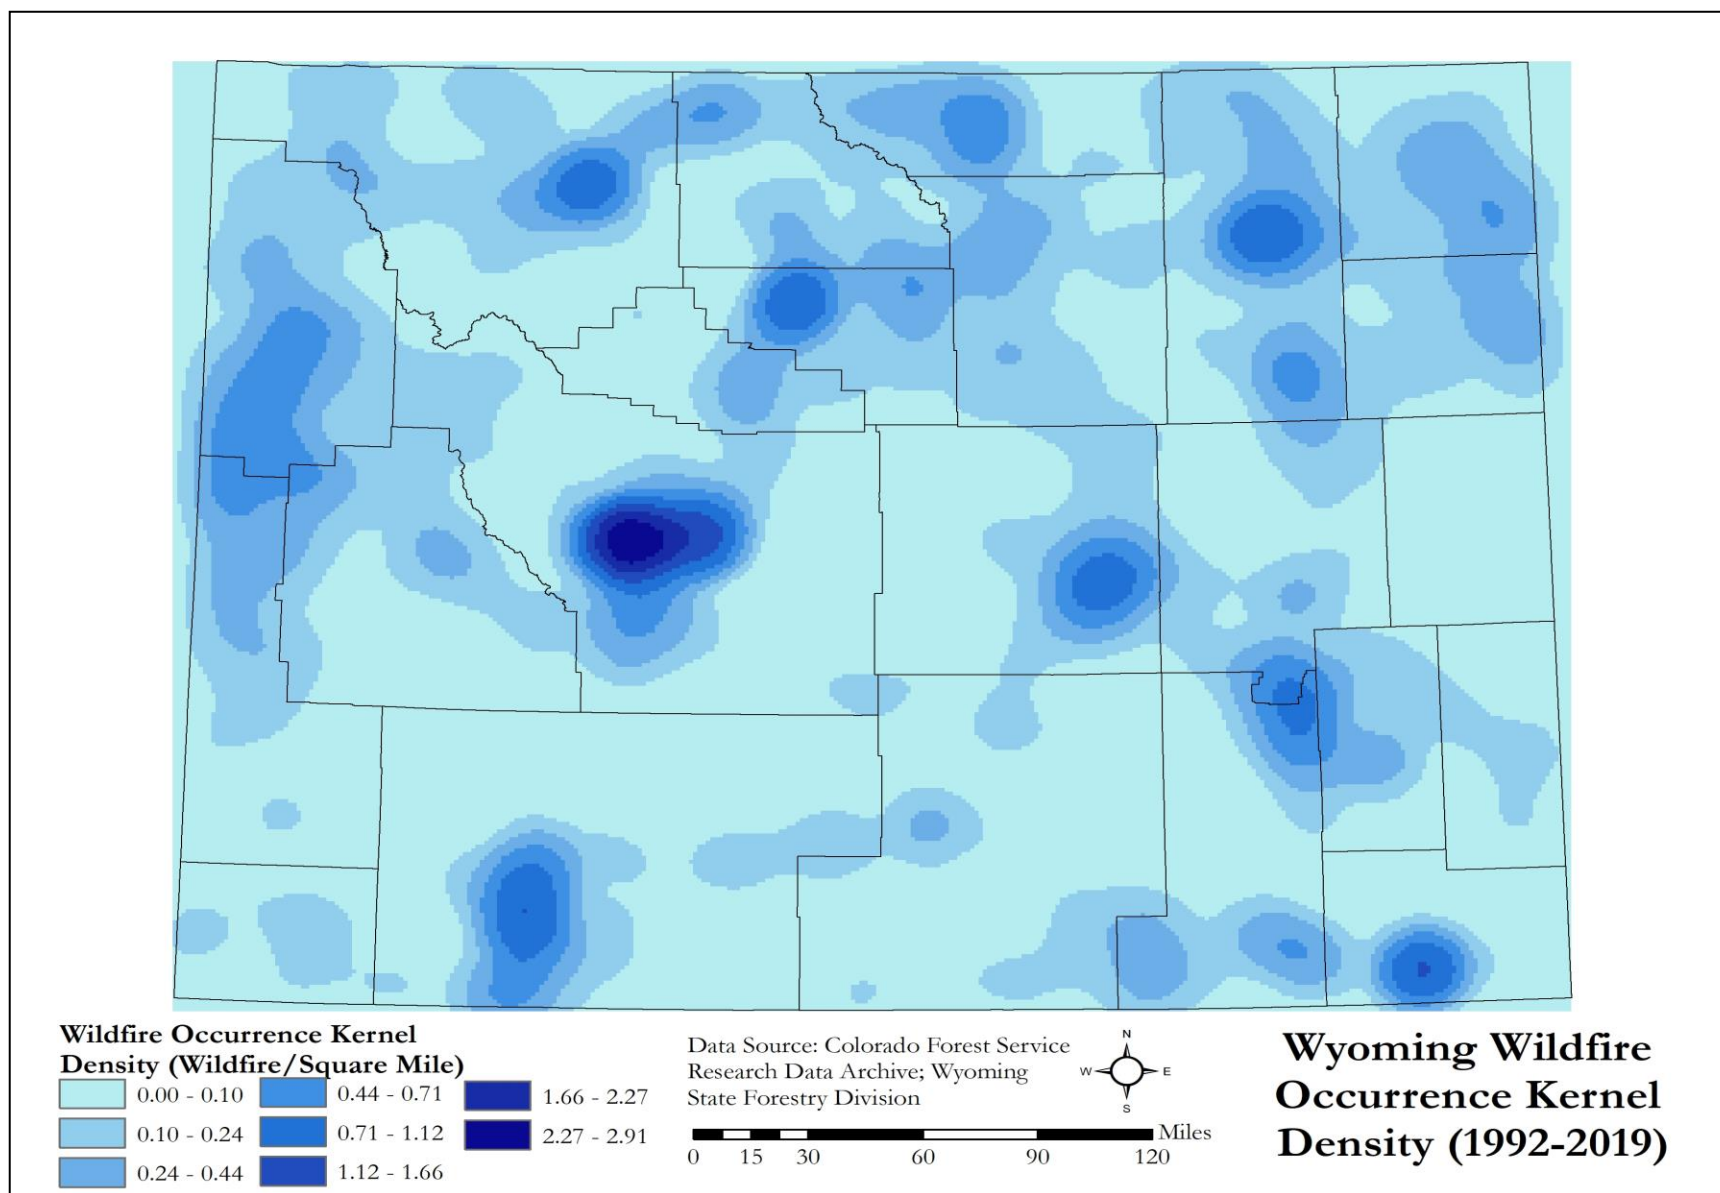 Wildfire Occurrence Kernel
Density (Wildfire/Square Mile)
0.00 - 0.10
0.10 - 0.24
0.24 - 0.44
0.44 - 0.71
0.71 - 1.12
1.12 - 1.66
1.66 - 2.27
2.27 - 2.91
Data Source: Colorado Forest Service
Research Data Archive; Wyoming
State Forestry Division
N
W E
S
Miles
0 15 30 60 90 120
Wyoming Wildfire
Occurrence Kernel
Density (1992-2019)